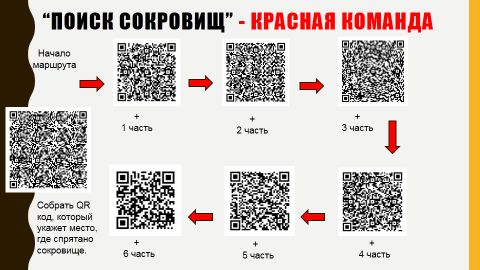 “ПОИСК СОКРОВИЩ” - КРАСНАЯ КОМАНДА
Начало
маршрута
+
1 часть
+
2 часть
+
3 часть
+
4 часть
+
5 часть
+
6 часть
Собрать QR
код, который
укажет место,
где спрятано
сокровище.